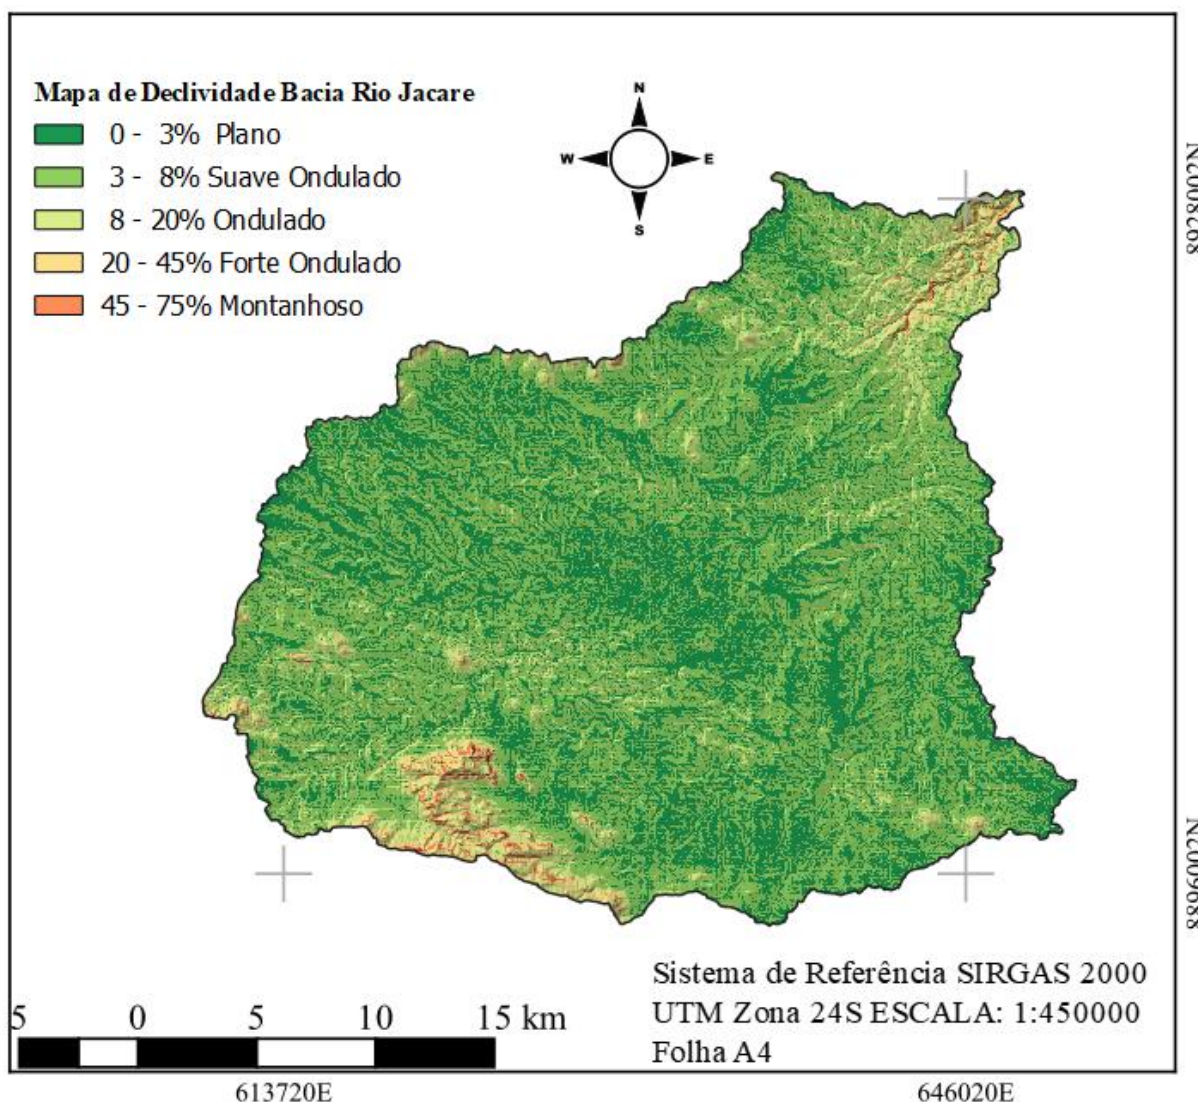 Mapa de Declividade Bacia Rio Jacare
0 - 3% Plano
3 - 8% Suave Ondulado
8 - 20% Ondulado
20 - 45% Forte Ondulado
45 - 75% Montanhoso
N
W
E
S
8928002N
8896002N
Sistema de Referência SIRGAS 2000
UTM Zona 24S ESCALA: 1:450000
Folha A4
5 0 5 10 15 km
613720E
646020E